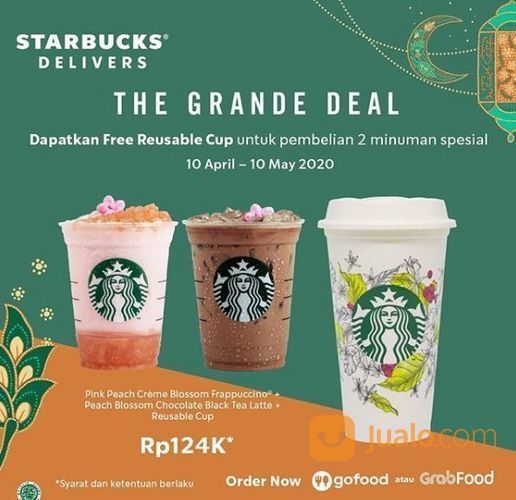 STARBUCKS®
DELIVERS
THE GRANDE DEAL
Dapatkan Free Reusable Cup untuk pembelian 2 minuman spesial
10 April – 10 May 2020
Pink Peach Crème Blossom Frappuccino® +
Peach Blossom Chocolate Black Tea Latte +
Reusable Cup
Rp124K*
Jualo.com
*Syarat dan ketentuan berlaku
Order Now gofood atau GrabFood